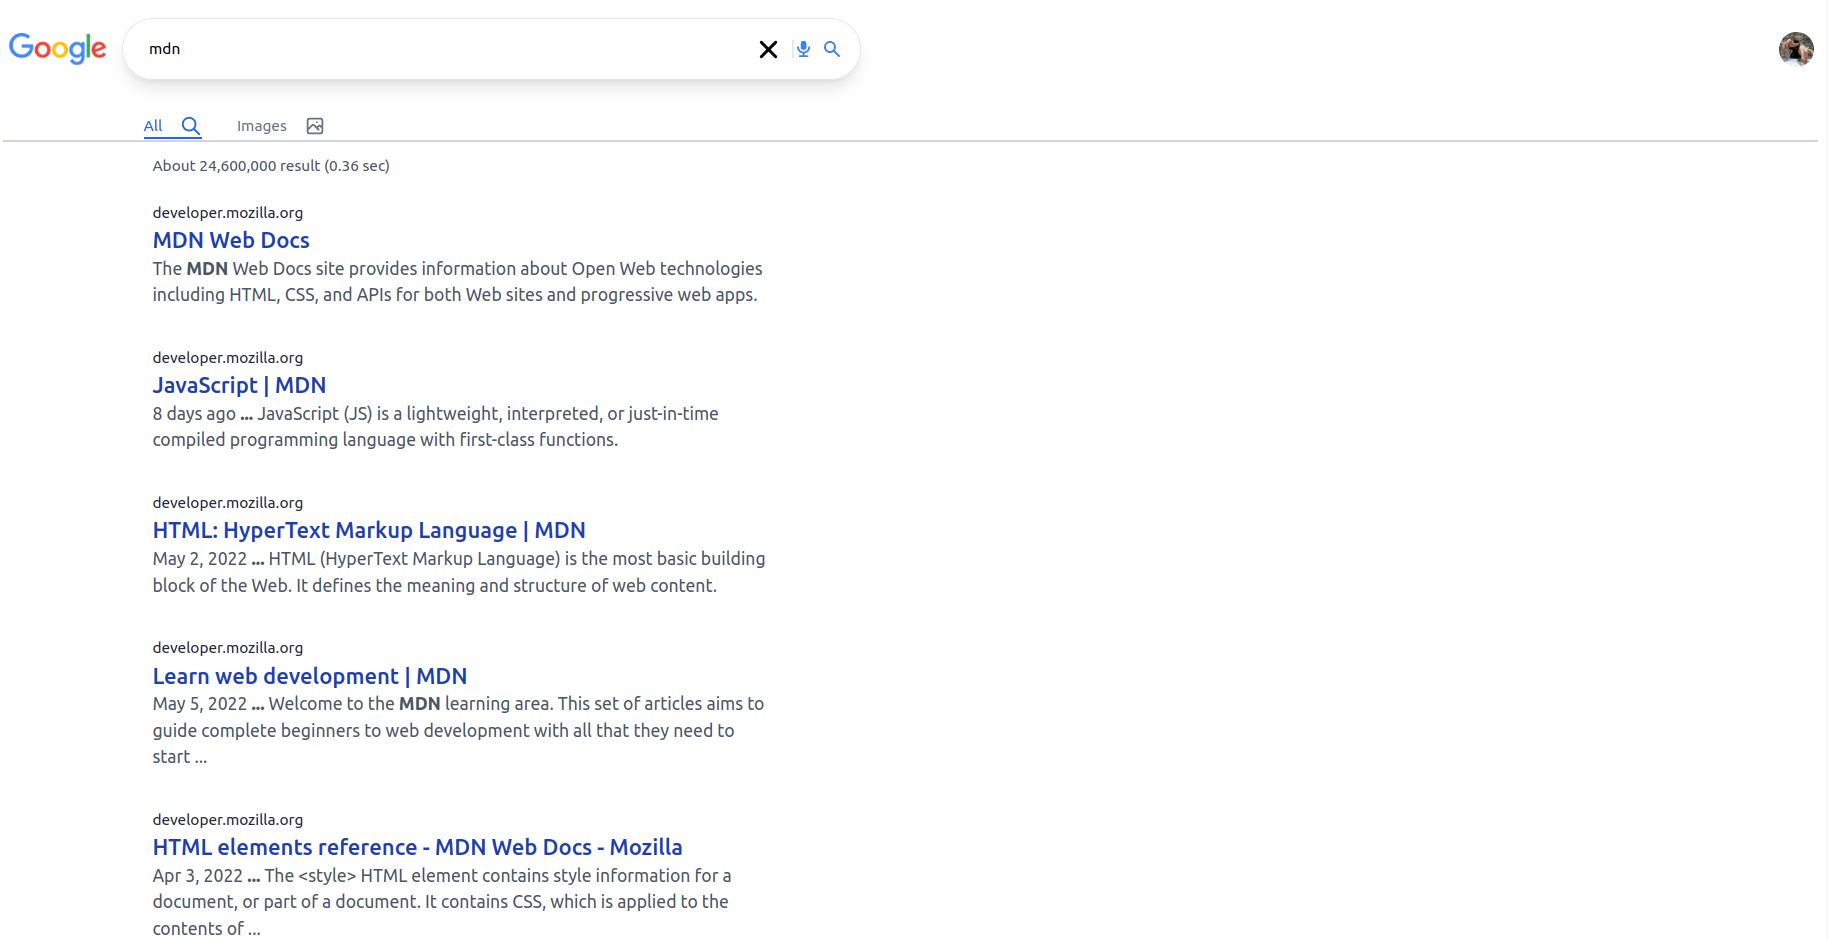 Google
mdn
All
Images
About 24,600,000 result (0.36 sec)
developer.mozilla.org
MDN Web Docs
The MDN Web Docs site provides information about Open Web technologies
including HTML, CSS, and APIs for both Web sites and progressive web apps.
developer.mozilla.org
JavaScript | MDN
8 days ago ... JavaScript (JS) is a lightweight, interpreted, or just-in-time
compiled programming language with first-class functions.
developer.mozilla.org
HTML: HyperText Markup Language | MDN
May 2, 2022 ... HTML (HyperText Markup Language) is the most basic building
block of the Web. It defines the meaning and structure of web content.
developer.mozilla.org
Learn web development | MDN
May 5, 2022 ... Welcome to the MDN learning area. This set of articles aims to
guide complete beginners to web development with all that they need to
start ...
developer.mozilla.org
HTML elements reference - MDN Web Docs - Mozilla
Apr 3, 2022 ... The <style> HTML element contains style information for a
document, or part of a document. It contains CSS, which is applied to the
contents of ...